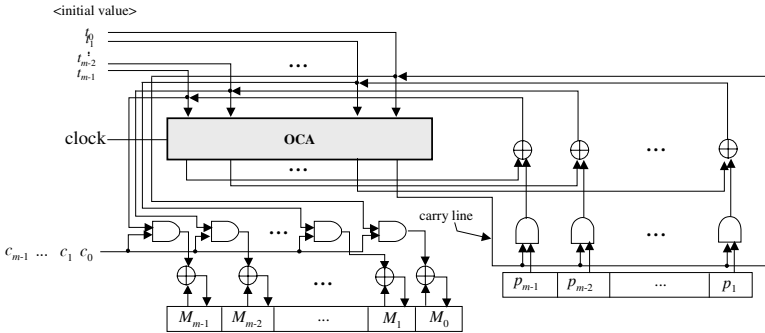 <initial value>
t0
t1
⋮
tm-2
tm-1
...
clock
OCA
...
...
carry line
...
cm-1 ... c1 c0
...
...
pm-1 pm-2 ... p1
Mm-1 Mm-2 ... M1 M0